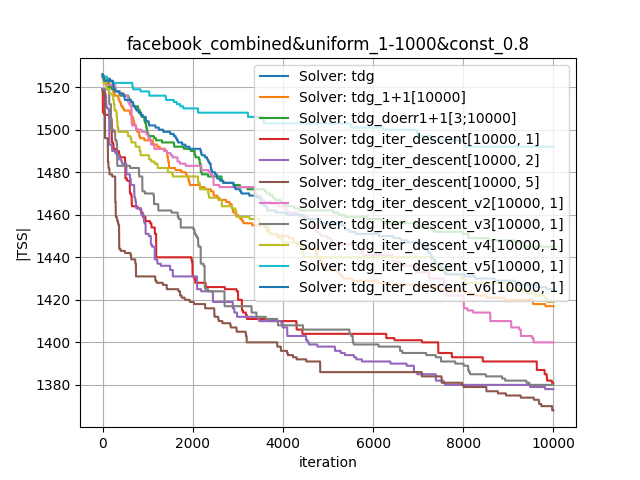 facebook_combined&uniform_1-1000&const_0.8
|TSS|
1520
1500
1480
1460
1440
1420
1400
1380
Solver: tdg
Solver: tdg_1+1[10000]
Solver: tdg_doerr1+1[3;10000]
Solver: tdg_iter_descent[10000, 1]
Solver: tdg_iter_descent[10000, 2]
Solver: tdg_iter_descent[10000, 5]
Solver: tdg_iter_descent_v2[10000, 1]
Solver: tdg_iter_descent_v3[10000, 1]
Solver: tdg_iter_descent_v4[10000, 1]
Solver: tdg_iter_descent_v5[10000, 1]
Solver: tdg_iter_descent_v6[10000, 1]
0 2000 4000 6000 8000 10000
iteration